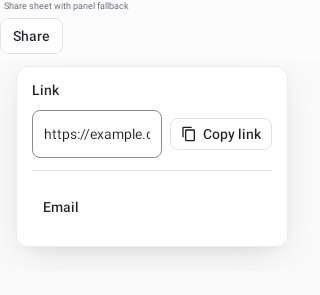 Share sheet with panel fallback
Share
Link
https://example.c
Copy link
Email